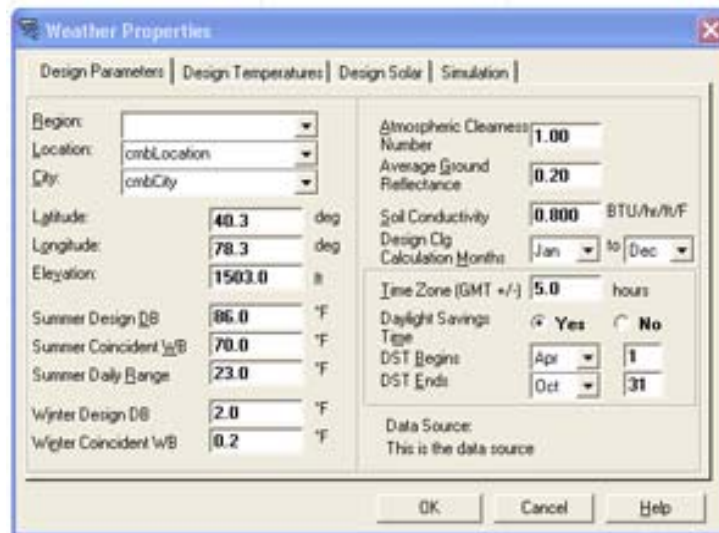 Weather Properties
Design Parameters Design Temperatures Design Solar Simulation
Region:
Location: cmbLocation
City: cmbCity
Latitude: 40.3 deg
Longitude: 78.3 deg
Elevation: 1503.0 ft
Summer Design DB 86.0 °F
Summer Coincident WB 70.0 °F
Summer Daily Range 23.0 °F
Winter Design DB 2.0 °F
Winter Coincident WB 0.2 °F
Atmospheric Clearness
Number 1.00
Average Ground
Reflectance 0.20
Soil Conductivity 0.800 BTU/hr/ft/F
Design Clg
Calculation Months Jan to Dec
Time Zone (GMT +/-) 5.0 hours
Daylight Savings
Time Yes No
DST Begins Apr 1
DST Ends Oct 31
Data Source:
This is the data source
OK Cancel Help